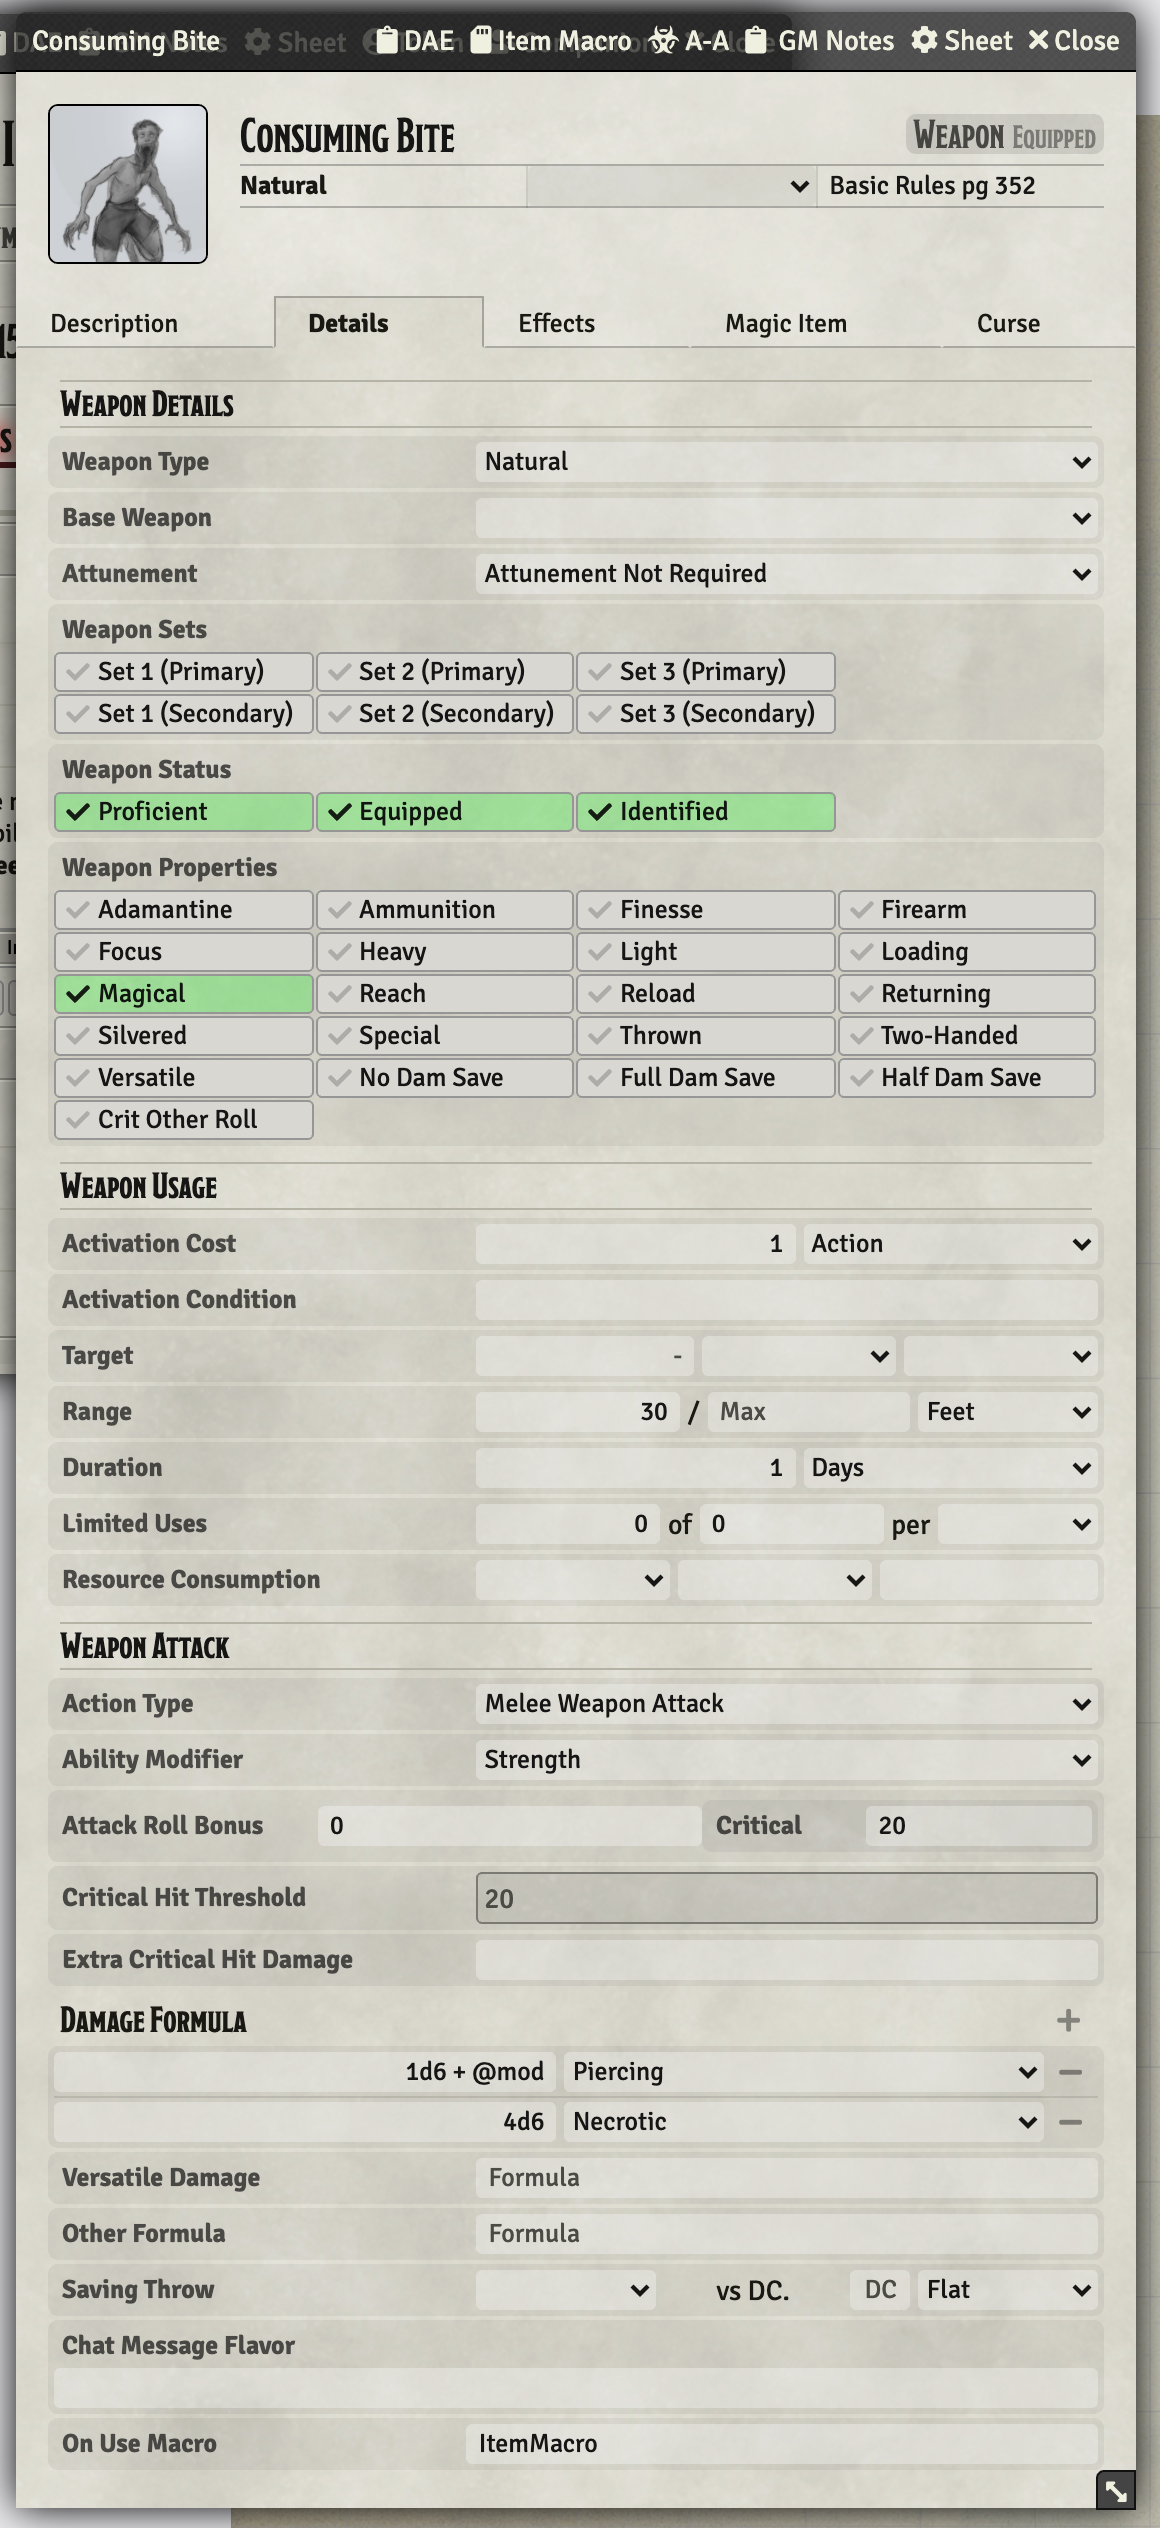 Consuming Bite DAE Item Macro A-A GM Notes Sheet Close
Consuming Bite
Weapon Equipped
Natural Basic Rules pg 352
Description Details Effects Magic Item Curse
Weapon Details
Weapon Type Natural
Base Weapon
Attunement Attunement Not Required
Weapon Sets
Set 1 (Primary) Set 2 (Primary) Set 3 (Primary)
Set 1 (Secondary) Set 2 (Secondary) Set 3 (Secondary)
Weapon Status
Proficient Equipped Identified
Weapon Properties
Adamantine Ammunition Finesse Firearm
Focus Heavy Light Loading
Magical Reach Reload Returning
Silvered Special Thrown Two-Handed
Versatile No Dam Save Full Dam Save Half Dam Save
Crit Other Roll
Weapon Usage
Activation Cost 1 Action
Activation Condition
Target -
Range 30 / Max Feet
Duration 1 Days
Limited Uses 0 of 0 per
Resource Consumption
Weapon Attack
Action Type Melee Weapon Attack
Ability Modifier Strength
Attack Roll Bonus 0 Critical 20
Critical Hit Threshold 20
Extra Critical Hit Damage
Damage Formula
1d6 + @mod Piercing
4d6 Necrotic
Versatile Damage Formula
Other Formula Formula
Saving Throw vs DC. DC Flat
Chat Message Flavor
On Use Macro ItemMacro